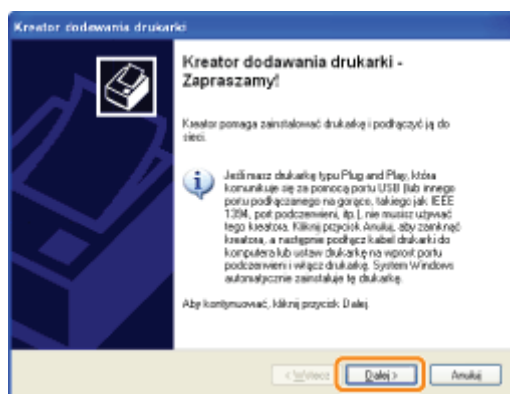 Kreator dodawania drukarki
Kreator dodawania drukarki -
Zapraszamy!
Kreator pomaga zainstalować drukarkę i podłączyć ją do
sieci.
Jeśli masz drukarkę typu Plug and Play, która
komunikuje się za pomocą portu USB (lub innego
portu podłączanego na gorąco, takiego jak IEEE
1394, port podczerwieni, itp.), nie musisz używać
tego kreatora. Kliknij przycisk Anuluj, aby zamknąć
kreatora, a następnie podłącz kabel drukarki do
komputera lub ustaw drukarkę na wprost portu
podczerwieni i włącz drukarkę. System Windows
automatycznie zainstaluje tę drukarkę.
Aby kontynuować, kliknij przycisk Dalej.
< Wstecz
Dalej >
Anuluj